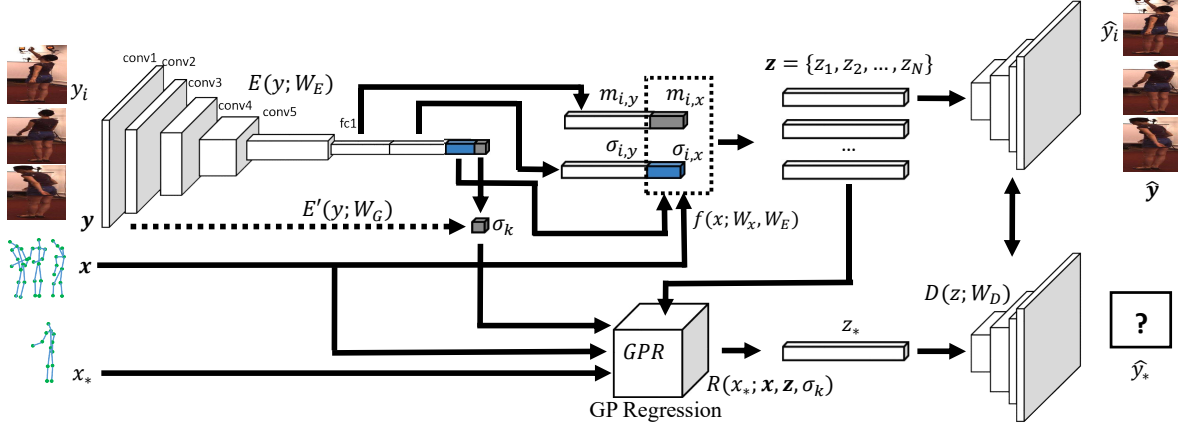 conv1
conv2
conv3
conv4
conv5
fc1
E(y; W_E)
y_i
y
E′(y; W_G)
σ_k
m_{i,y}
m_{i,x}
σ_{i,y}
σ_{i,x}
f(x; W_x, W_E)
z = {z_1, z_2, … , z_N}
...
ŷ_i
ŷ
x
x_*
GPR
GP Regression
R(x_*; x, z, σ_k)
z_*
D(z; W_D)
?
ŷ_*